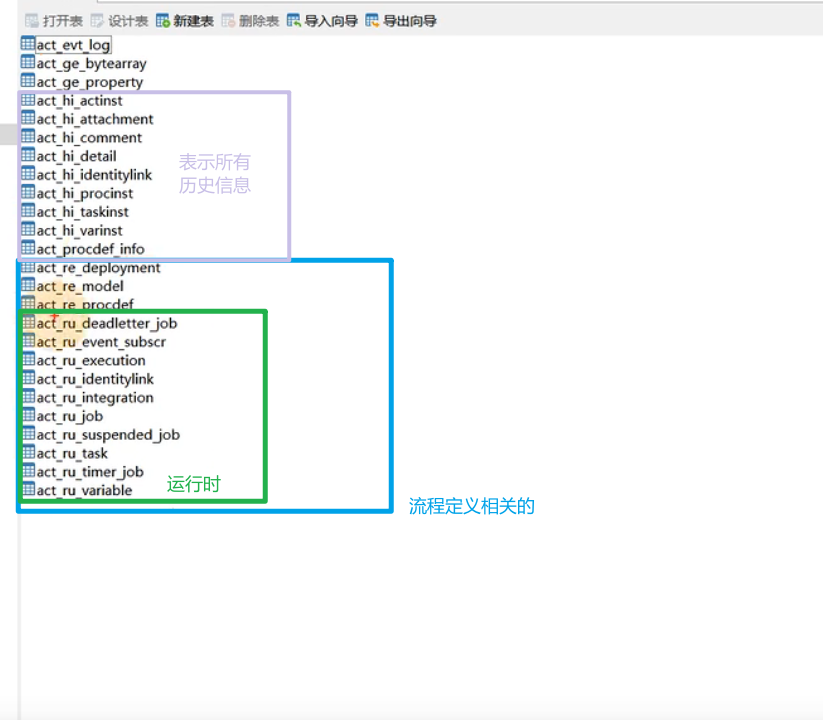 打开表 设计表 新建表 删除表 导入向导 导出向导
act_evt_log
act_ge_bytearray
act_ge_property
act_hi_actinst
act_hi_attachment
act_hi_comment
act_hi_detail
表示所有
act_hi_identitylink
历史信息
act_hi_procinst
act_hi_taskinst
act_hi_varinst
act_procdef_info
act_re_deployment
act_re_model
act_re_procdef
act_ru_deadletter_job
act_ru_event_subscr
act_ru_execution
act_ru_identitylink
act_ru_integration
act_ru_job
act_ru_suspended_job
act_ru_task
act_ru_timer_job
act_ru_variable
运行时
流程定义相关的